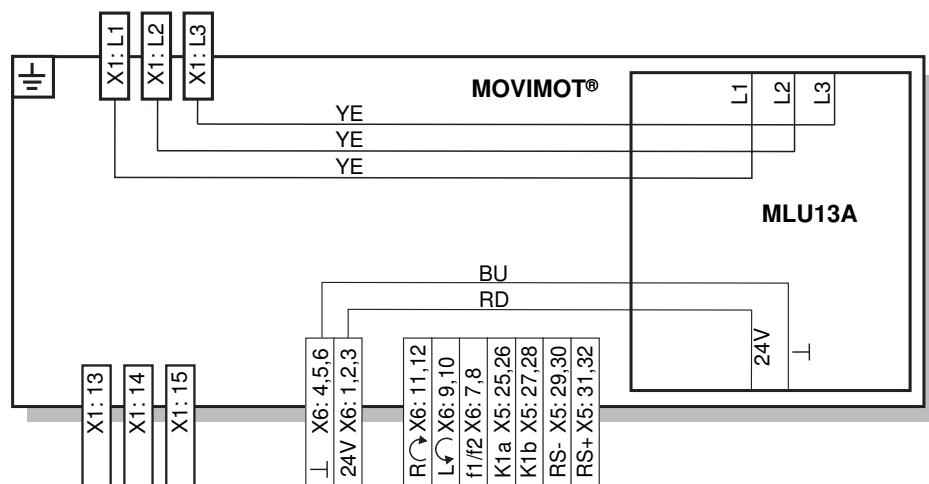 X1: L1
X1: L2
X1: L3
MOVIMOT®
L1
L2
L3
YE
YE
YE
MLU13A
BU
RD
24V
⊥
X1: 13
X1: 14
X1: 15
⊥ X6: 4,5,6
24V X6: 1,2,3
R X6: 11,12
L X6: 9,10
f1/f2 X6: 7,8
K1a X5: 25,26
K1b X5: 27,28
RS- X5: 29,30
RS+ X5: 31,32